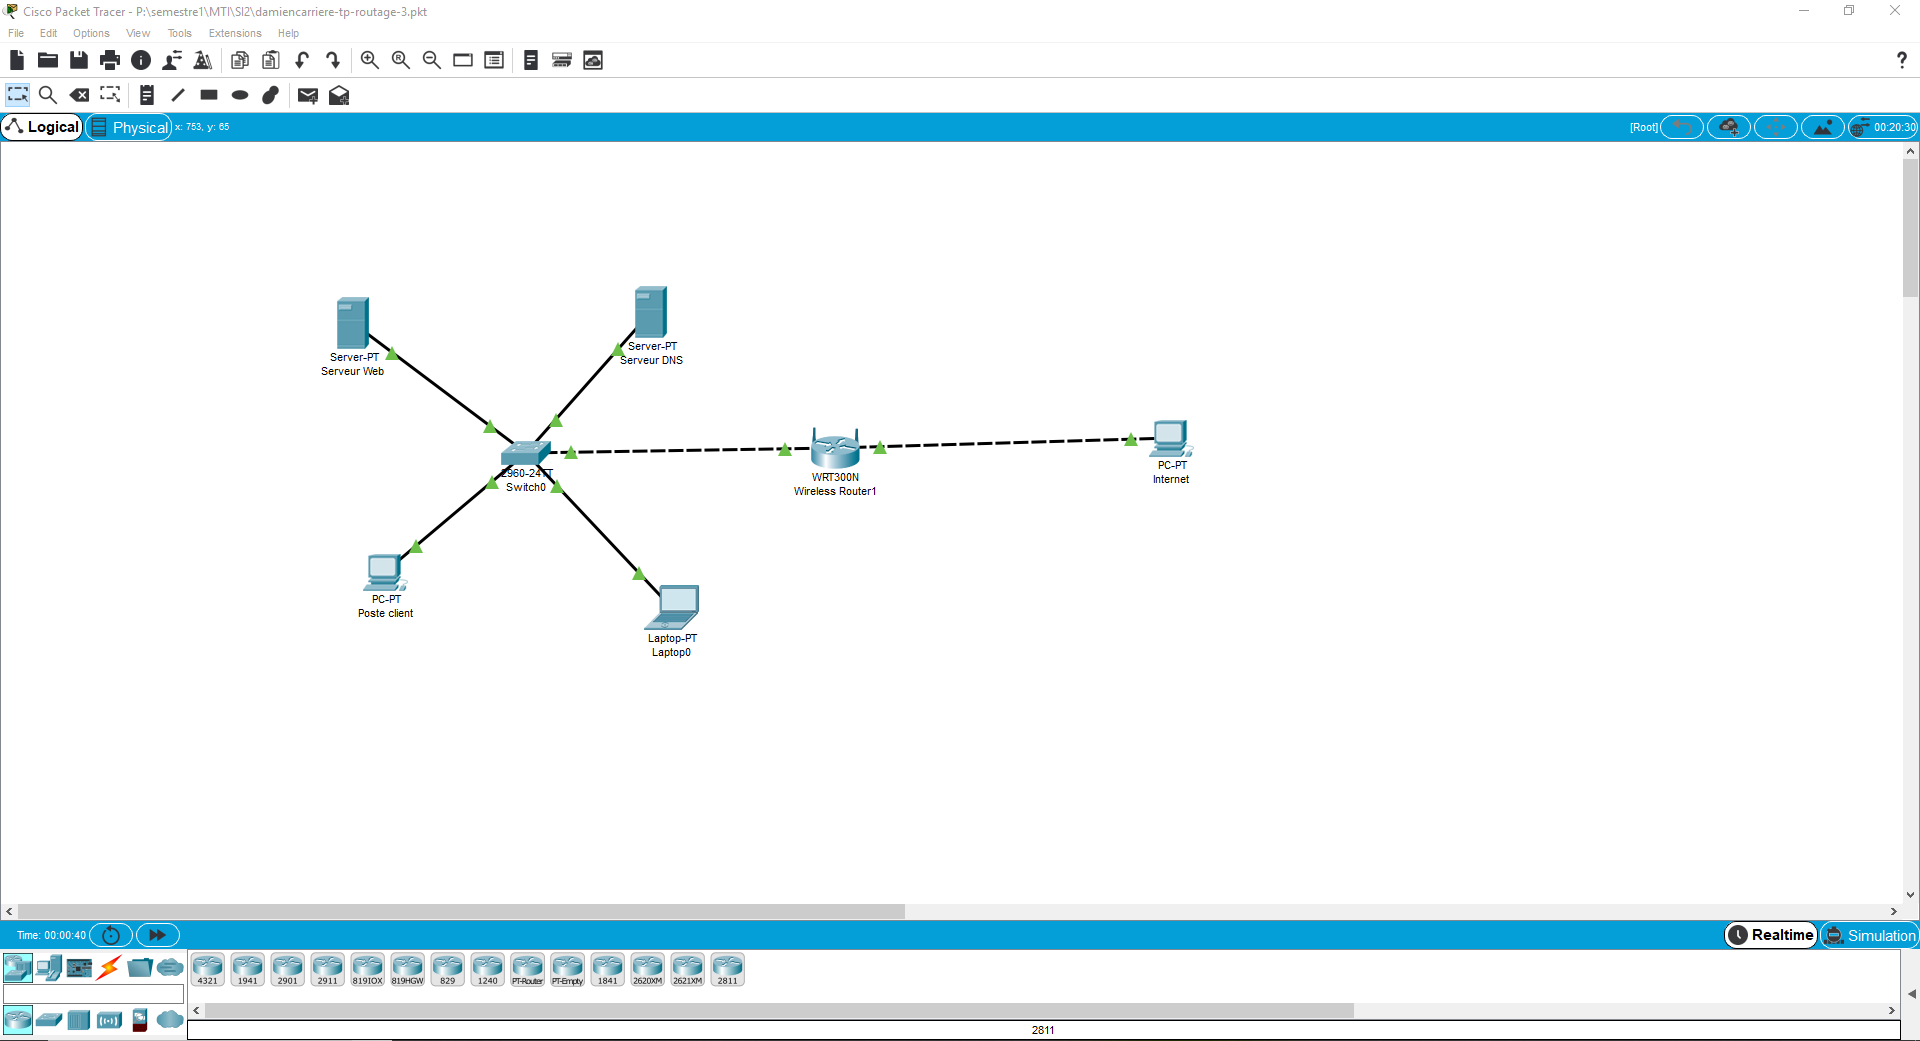 Cisco Packet Tracer - P:\semestre1\MTI\SI2\damiencarriere-tp-routage-3.pkt
File Edit Options View Tools Extensions Help
?
Logical Physical x: 753, y: 65 [Root] 00:20:30
Server-PT
Serveur Web
Server-PT
Serveur DNS
2960-24TT
Switch0
WRT300N
Wireless Router1
PC-PT
Internet
PC-PT
Poste client
Laptop-PT
Laptop0
Time: 00:00:40 Realtime Simulation
4321 1941 2901 2911 819IOX 819HGW 829 1240 PT-Router PT-Empty 1841 2620XM 2621XM 2811
2811